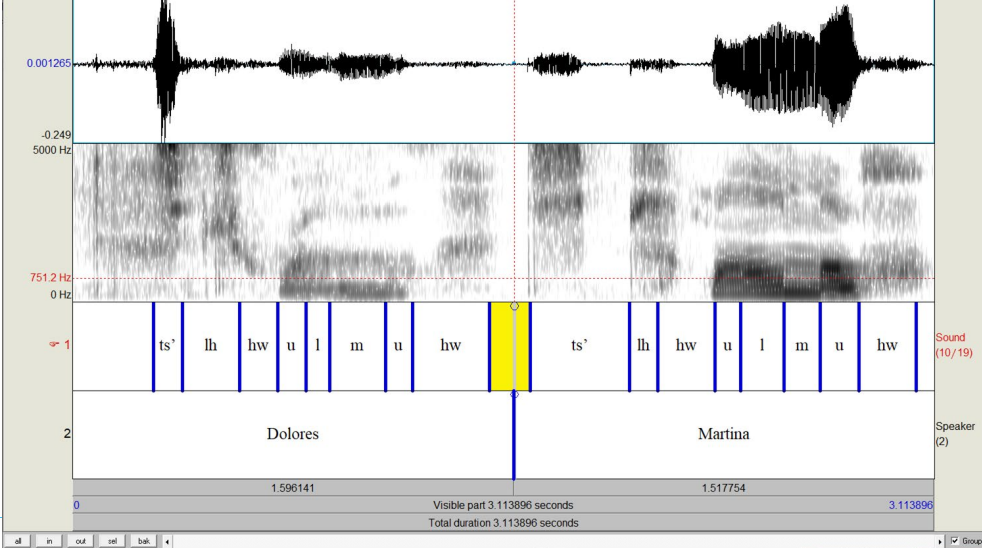 0.001265
-0.249
5000 Hz
751.2 Hz
0 Hz
1 ts’ lh hw u l m u hw ts’ lh hw u l m u hw Sound
(10/19)
2 Dolores Martina Speaker
(2)
1.596141 1.517754
0 Visible part 3.113896 seconds 3.113896
Total duration 3.113896 seconds
all in out sel bak Group